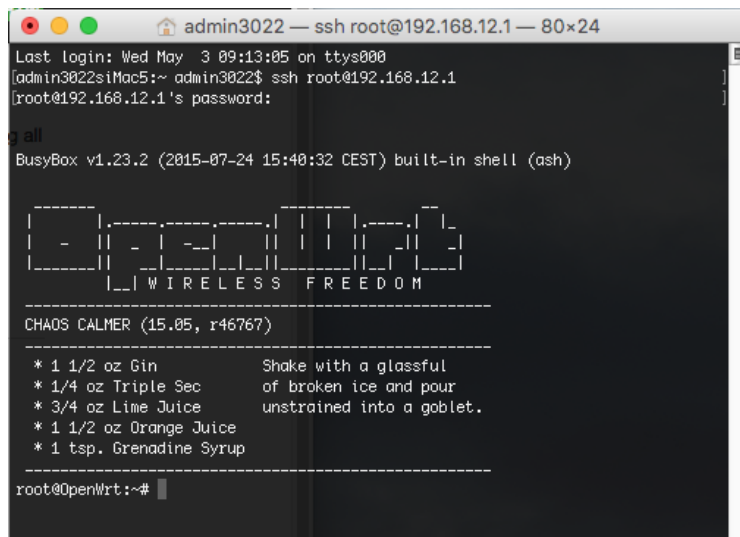 admin3022 — ssh root@192.168.12.1 — 80×24
Last login: Wed May  3 09:13:05 on ttys000
[admin3022siMac5:~ admin3022$ ssh root@192.168.12.1 ]
[root@192.168.12.1's password: ]
g all
BusyBox v1.23.2 (2015-07-24 15:40:32 CEST) built-in shell (ash)
OpenWrt
W I R E L E S S   F R E E D O M
CHAOS CALMER (15.05, r46767)
* 1 1/2 oz Gin Shake with a glassful
* 1/4 oz Triple Sec of broken ice and pour
* 3/4 oz Lime Juice unstrained into a goblet.
* 1 1/2 oz Orange Juice
* 1 tsp. Grenadine Syrup
root@OpenWrt:~#